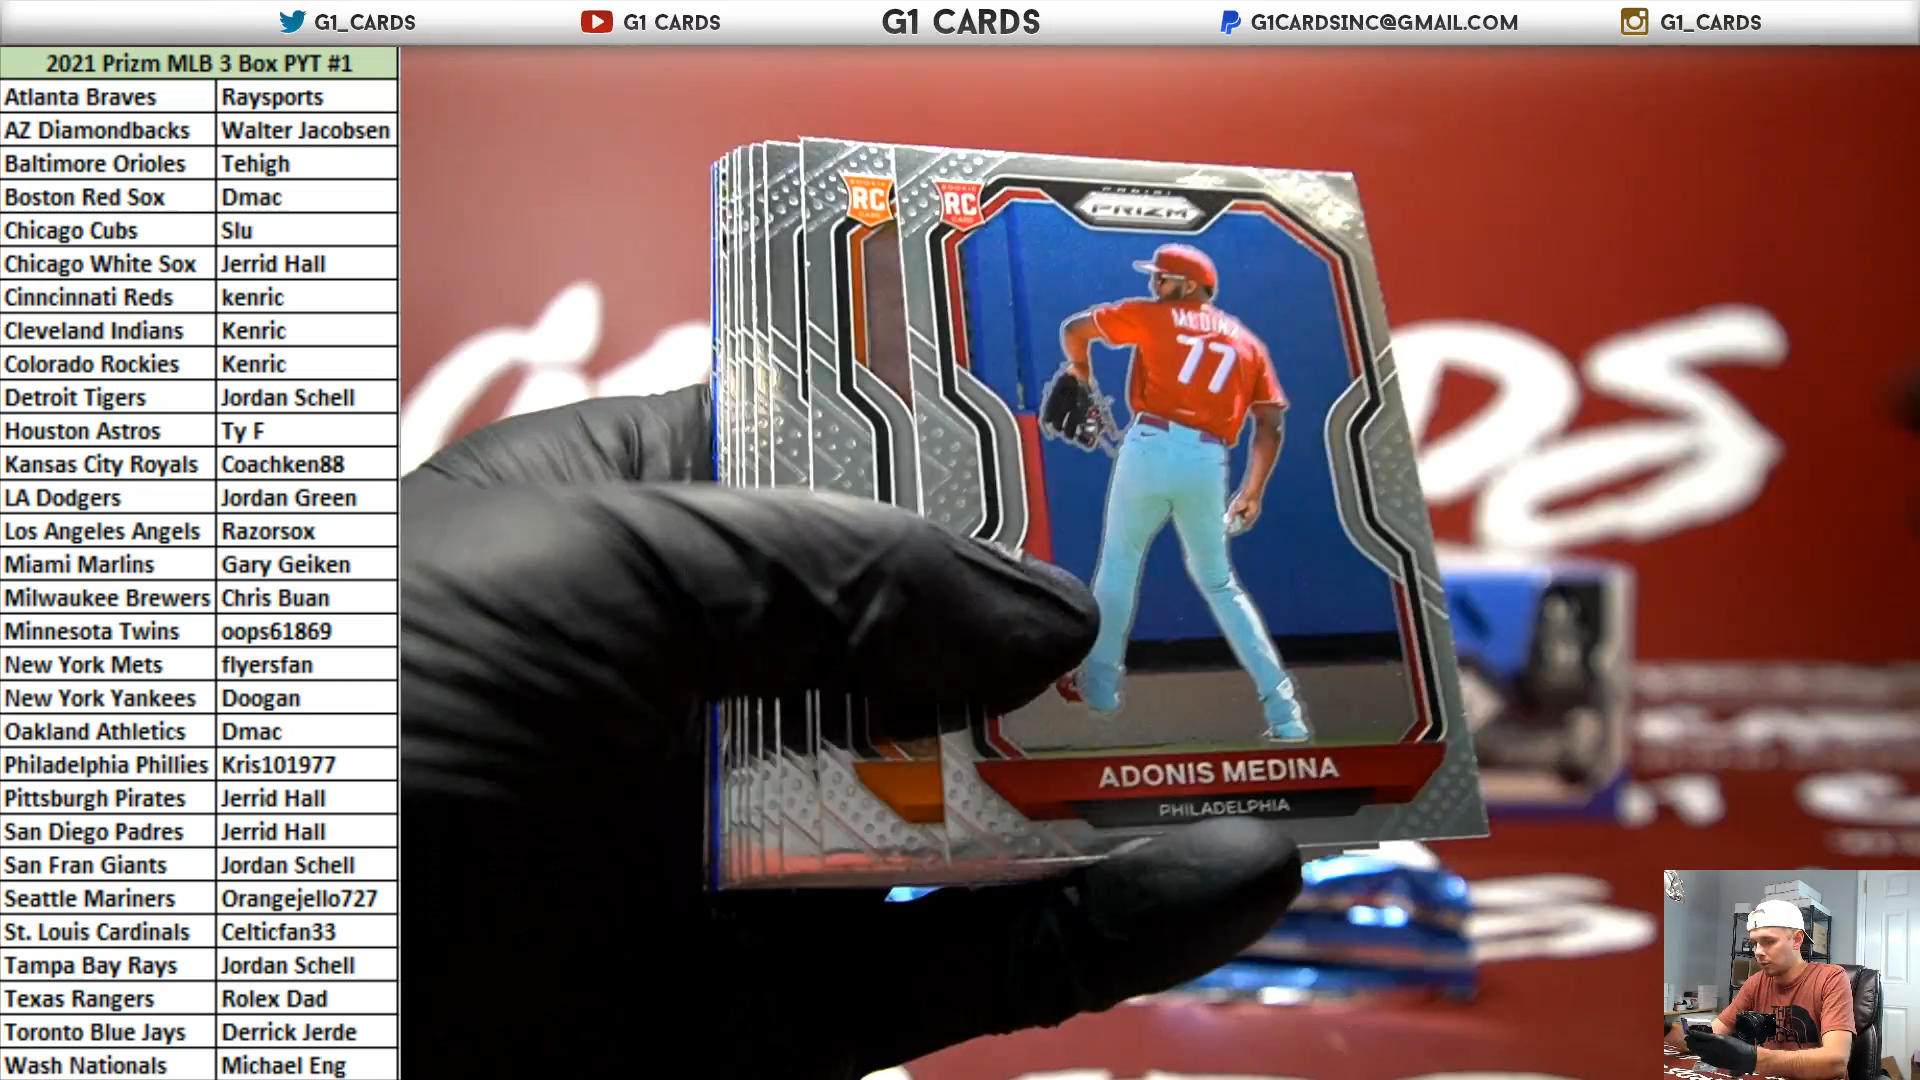 G1_CARDS G1 CARDS G1 CARDS G1CARDSINC@GMAIL.COM G1_CARDS
2021 Prizm MLB 3 Box PYT #1
Atlanta Braves Raysports
AZ Diamondbacks Walter Jacobsen
Baltimore Orioles Tehigh
Boston Red Sox Dmac
Chicago Cubs Slu
Chicago White Sox Jerrid Hall
Cinncinnati Reds kenric
Cleveland Indians Kenric
Colorado Rockies Kenric
Detroit Tigers Jordan Schell
Houston Astros Ty F
Kansas City Royals Coachken88
LA Dodgers Jordan Green
Los Angeles Angels Razorsox
Miami Marlins Gary Geiken
Milwaukee Brewers Chris Buan
Minnesota Twins oops61869
New York Mets flyersfan
New York Yankees Doogan
Oakland Athletics Dmac
Philadelphia Phillies Kris101977
Pittsburgh Pirates Jerrid Hall
San Diego Padres Jerrid Hall
San Fran Giants Jordan Schell
Seattle Mariners Orangejello727
St. Louis Cardinals Celticfan33
Tampa Bay Rays Jordan Schell
Texas Rangers Rolex Dad
Toronto Blue Jays Derrick Jerde
Wash Nationals Michael Eng
ROOKIE
RC
CARD
ROOKIE
RC
CARD
PANINI
PRIZM
MEDINA
77
ADONIS MEDINA
PHILADELPHIA